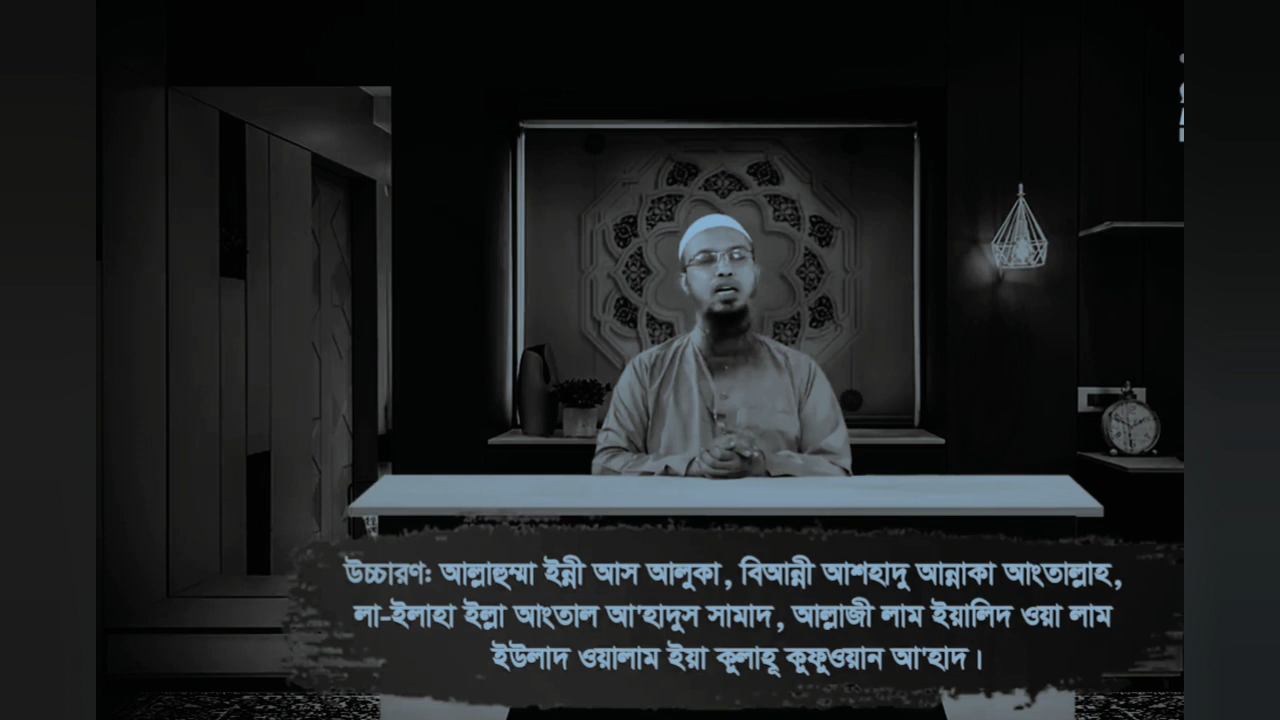 উচ্চারণ: আল্লাহুম্মা ইন্নী আস আলুকা, বিআন্নী আশহাদু আন্নাকা আংতাল্লাহ,
লা-ইলাহা ইল্লা আংতাল আ'হাদুস সামাদ, আল্লাজী লাম ইয়ালিদ ওয়া লাম
ইউলাদ ওয়ালাম ইয়া কুলাহূ কুফুওয়ান আ'হাদ।